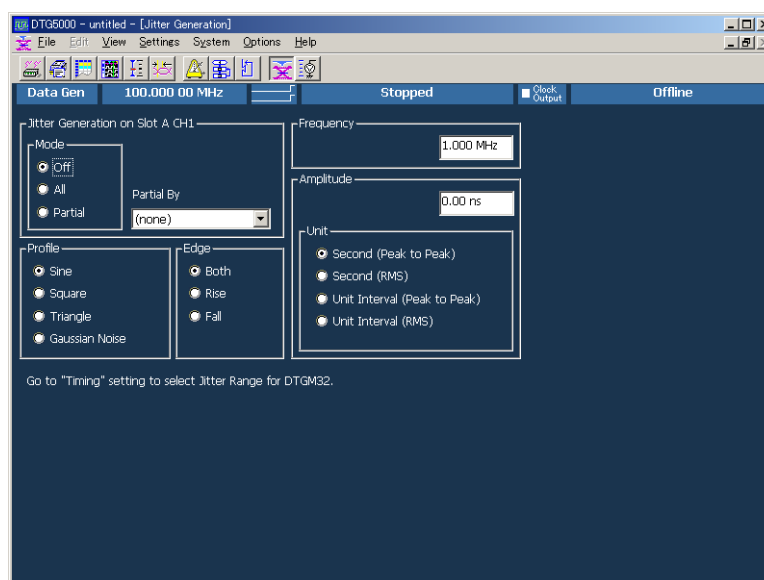 DTG5000 - untitled - [Jitter Generation]
File Edit View Settings System Options Help
Data Gen 100.000 00 MHz Stopped Clock Output Offline
Jitter Generation on Slot A CH1
Mode
Off
All
Partial
Partial By
(none)
Frequency
1.000 MHz
Amplitude
0.00 ns
Unit
Second (Peak to Peak)
Second (RMS)
Unit Interval (Peak to Peak)
Unit Interval (RMS)
Profile
Sine
Square
Triangle
Gaussian Noise
Edge
Both
Rise
Fall
Go to "Timing" setting to select Jitter Range for DTGM32.